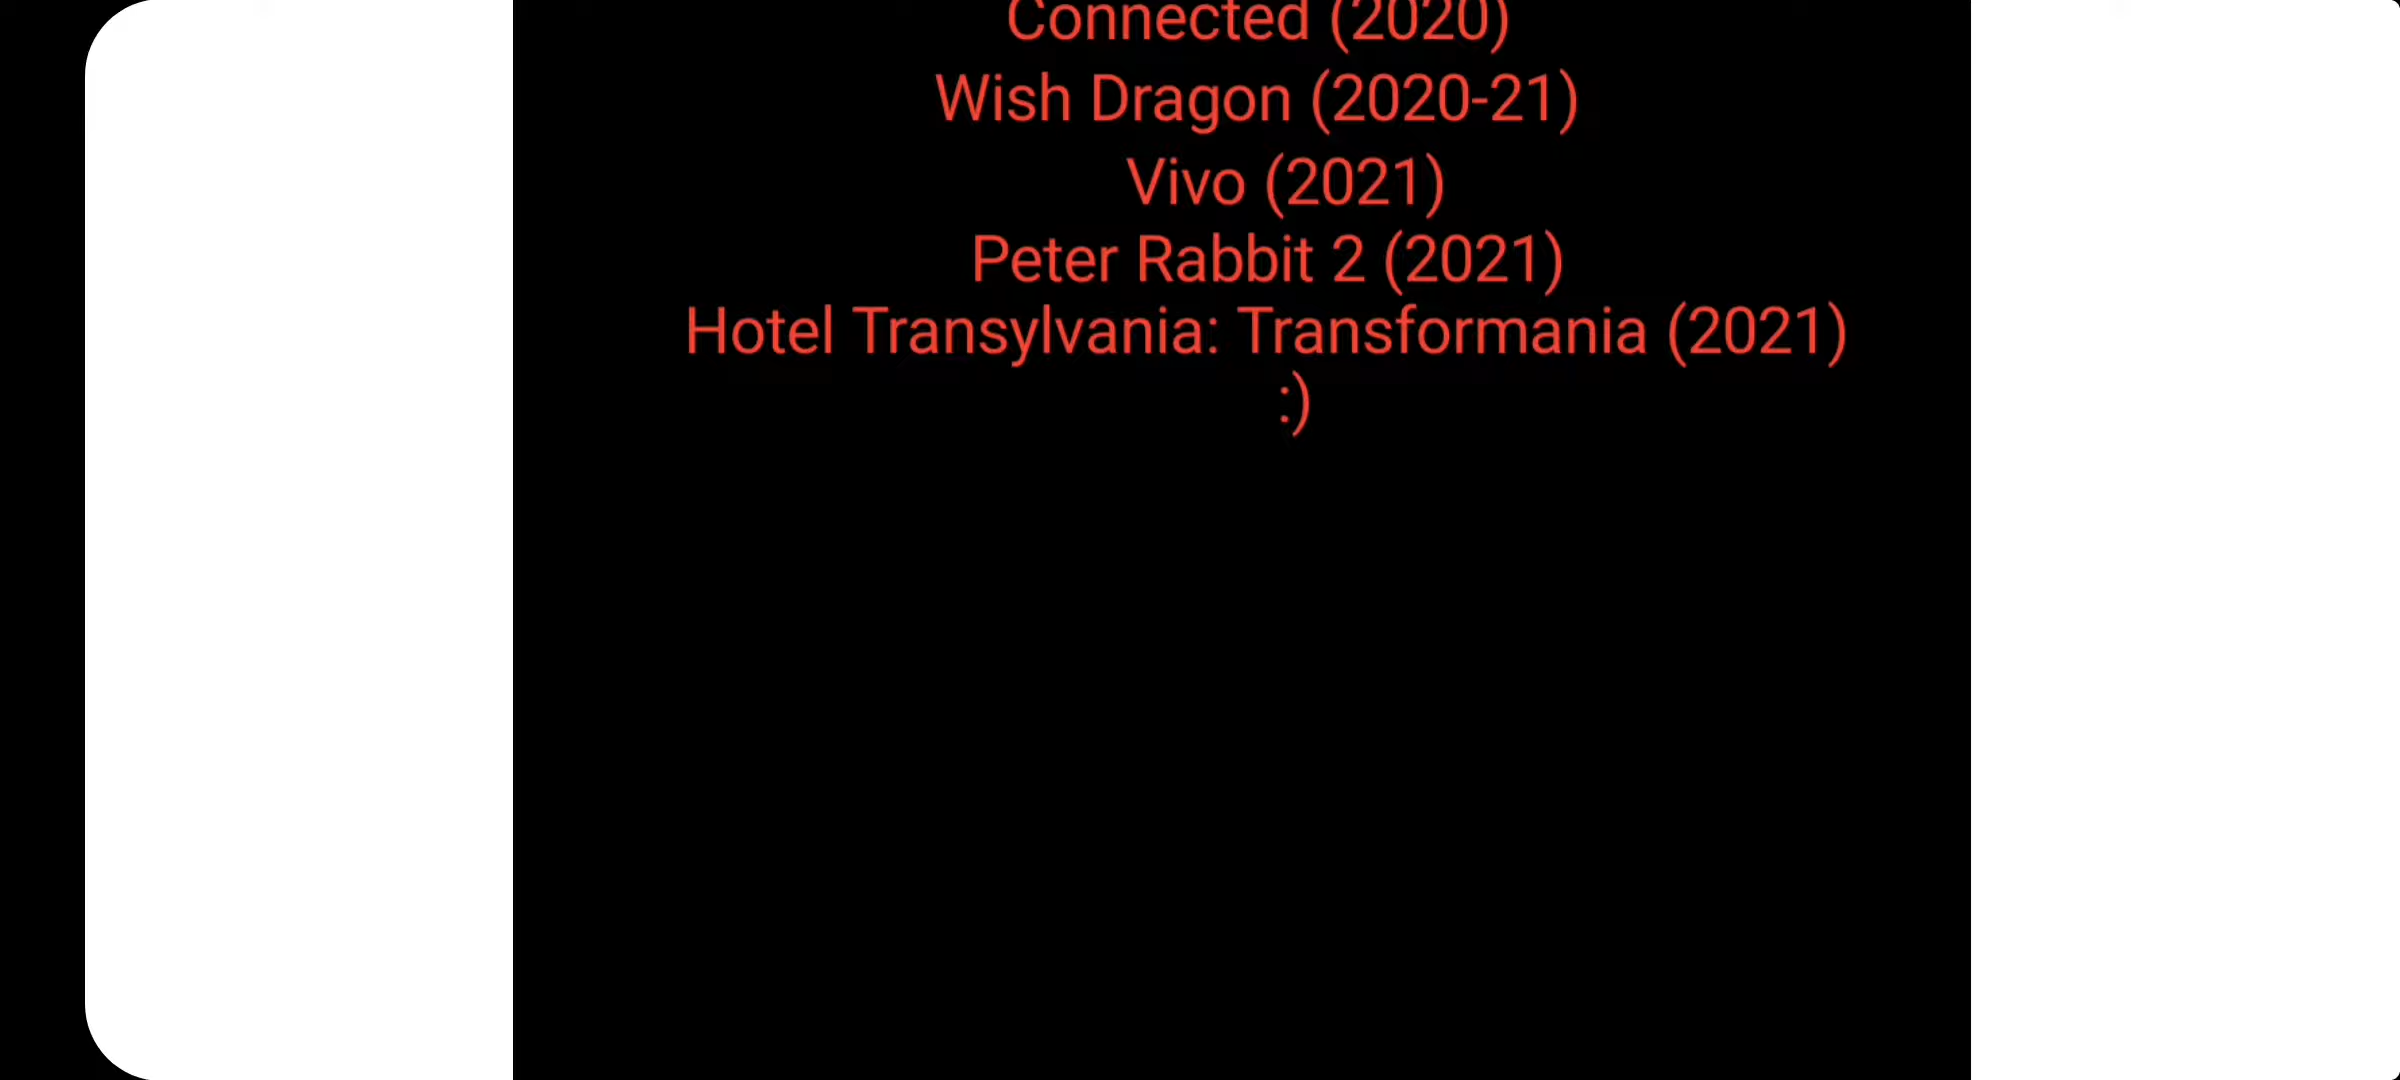 Connected (2020)
Wish Dragon (2020-21)
Vivo (2021)
Peter Rabbit 2 (2021)
Hotel Transylvania: Transformania (2021)
:)